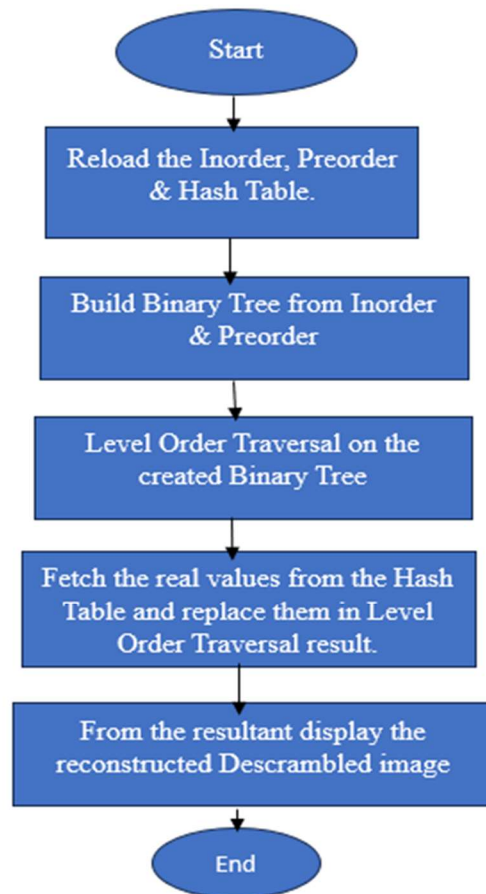 Start
Reload the Inorder, Preorder
& Hash Table.
Build Binary Tree from Inorder
& Preorder
Level Order Traversal on the
created Binary Tree
Fetch the real values from the Hash
Table and replace them in Level
Order Traversal result.
From the resultant display the
reconstructed Descrambled image
End